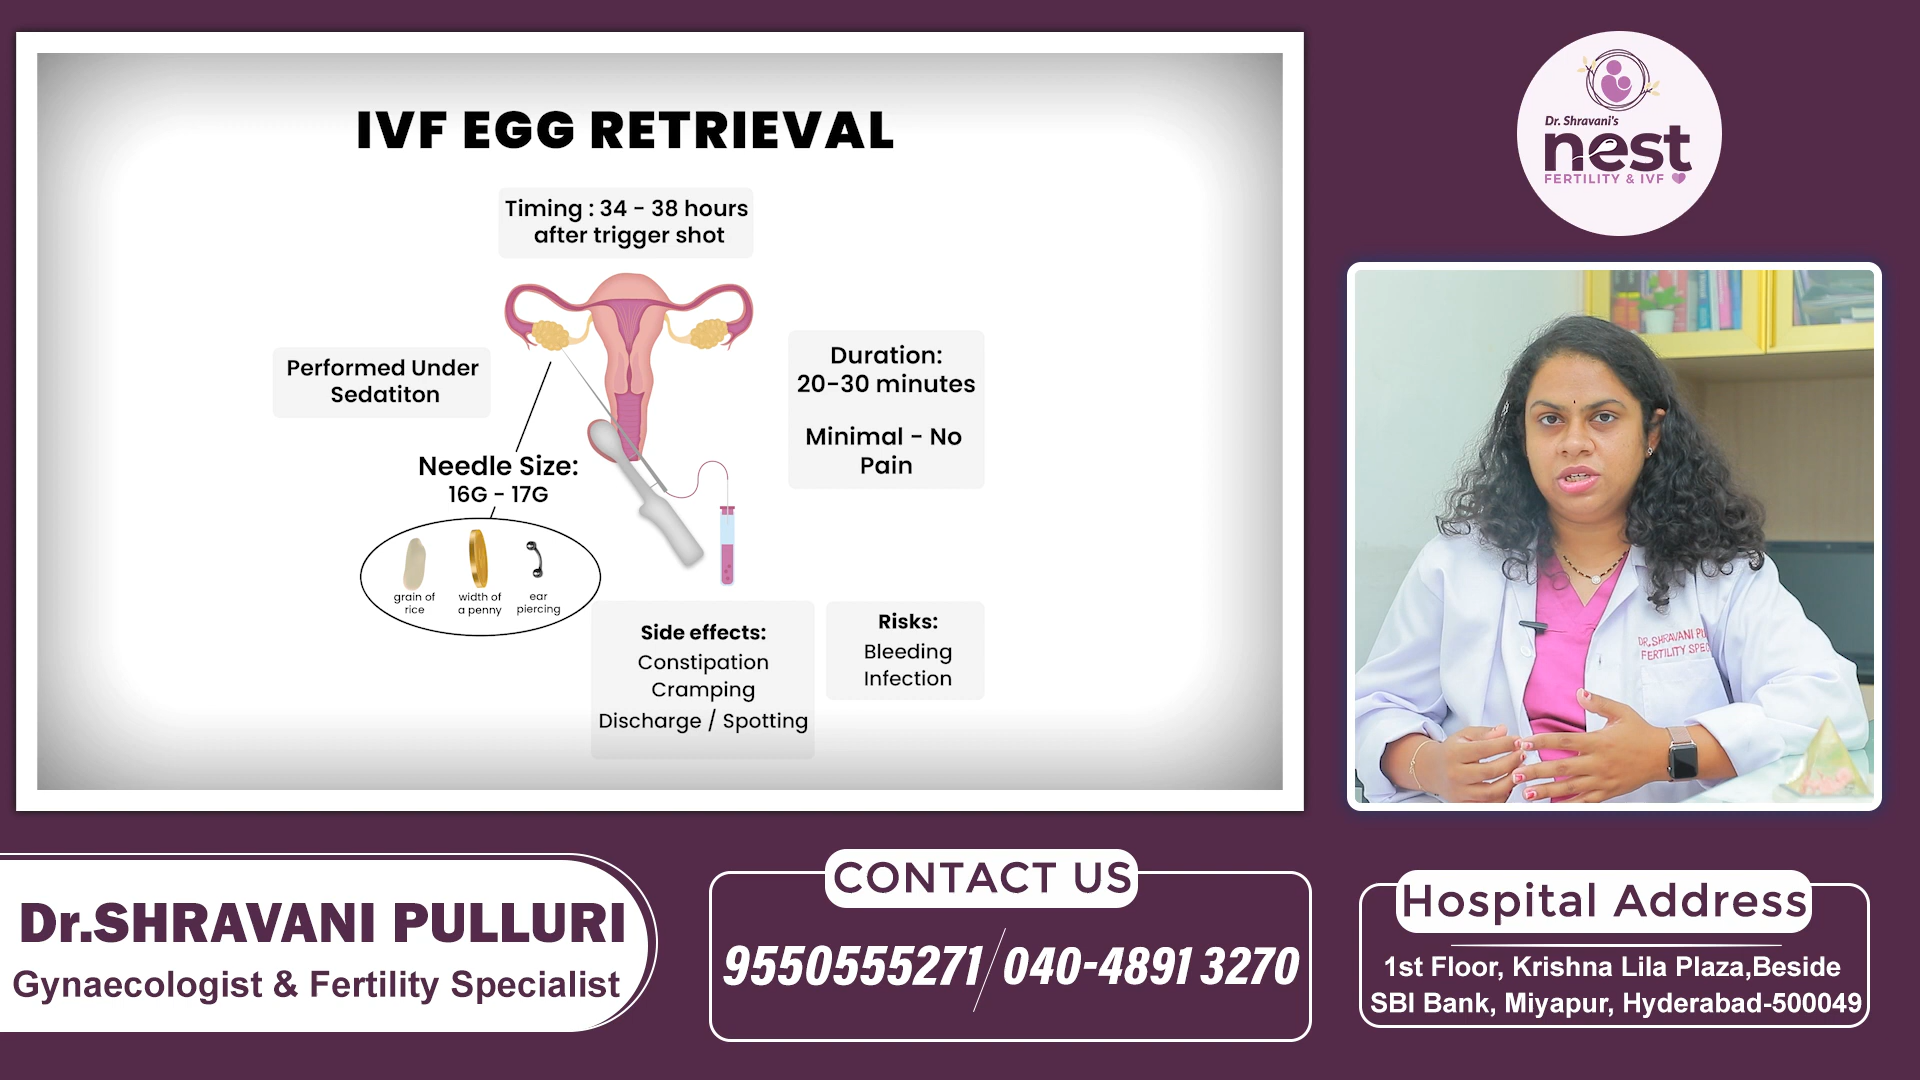 IVF EGG RETRIEVAL
Timing : 34 - 38 hours
after trigger shot
Performed Under
Sedatiton
Duration:
20-30 minutes
Minimal - No
Pain
Needle Size:
16G - 17G
grain of
rice
width of
a penny
ear
piercing
Side effects:
Constipation
Cramping
Discharge / Spotting
Risks:
Bleeding
Infection
Dr. Shravani's
nest
FERTILITY & IVF
DR.SHRAVANI
FERTILITY
Dr.SHRAVANI PULLURI
Gynaecologist & Fertility Specialist
CONTACT US
9550555271/040-4891 3270
Hospital Address
1st Floor, Krishna Lila Plaza,Beside
SBI Bank, Miyapur, Hyderabad-500049